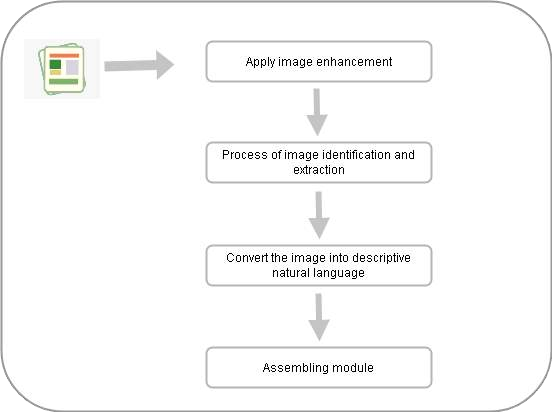 Apply image enhancement
Process of image identification and
extraction
Convert the image into descriptive
natural language
Assembling module